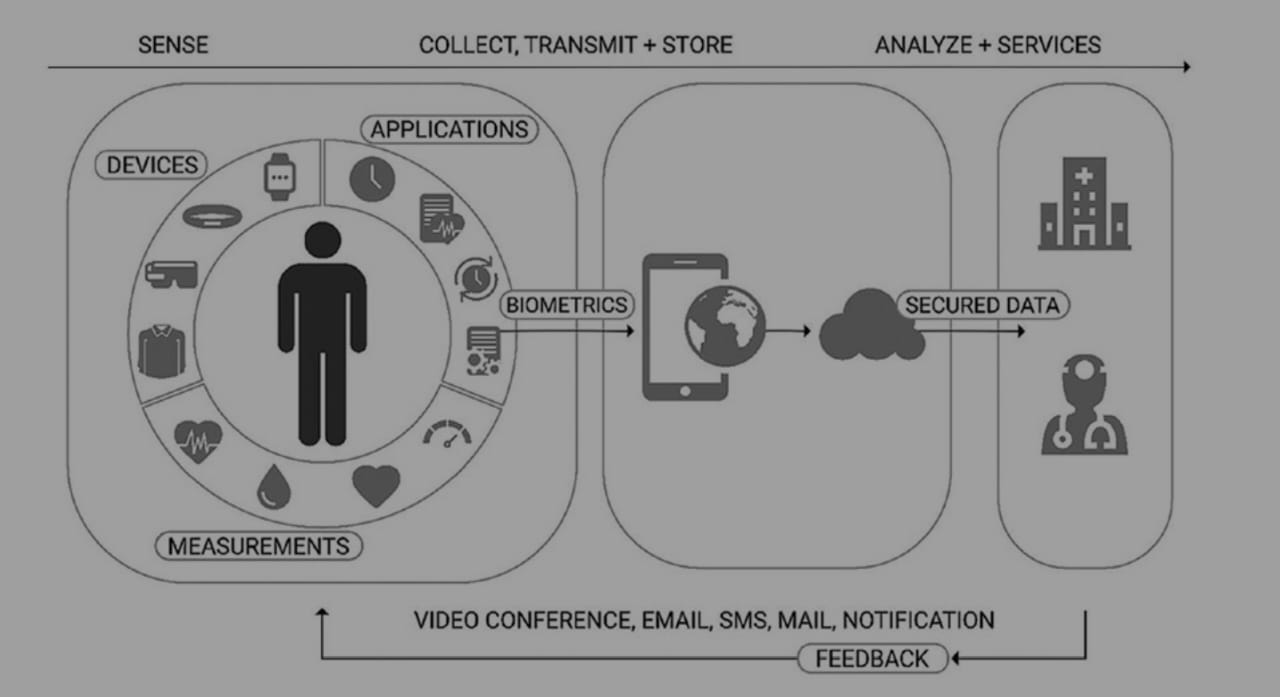 SENSE
COLLECT, TRANSMIT + STORE
ANALYZE + SERVICES
APPLICATIONS
DEVICES
BIOMETRICS
SECURED DATA
MEASUREMENTS
VIDEO CONFERENCE, EMAIL, SMS, MAIL, NOTIFICATION
FEEDBACK